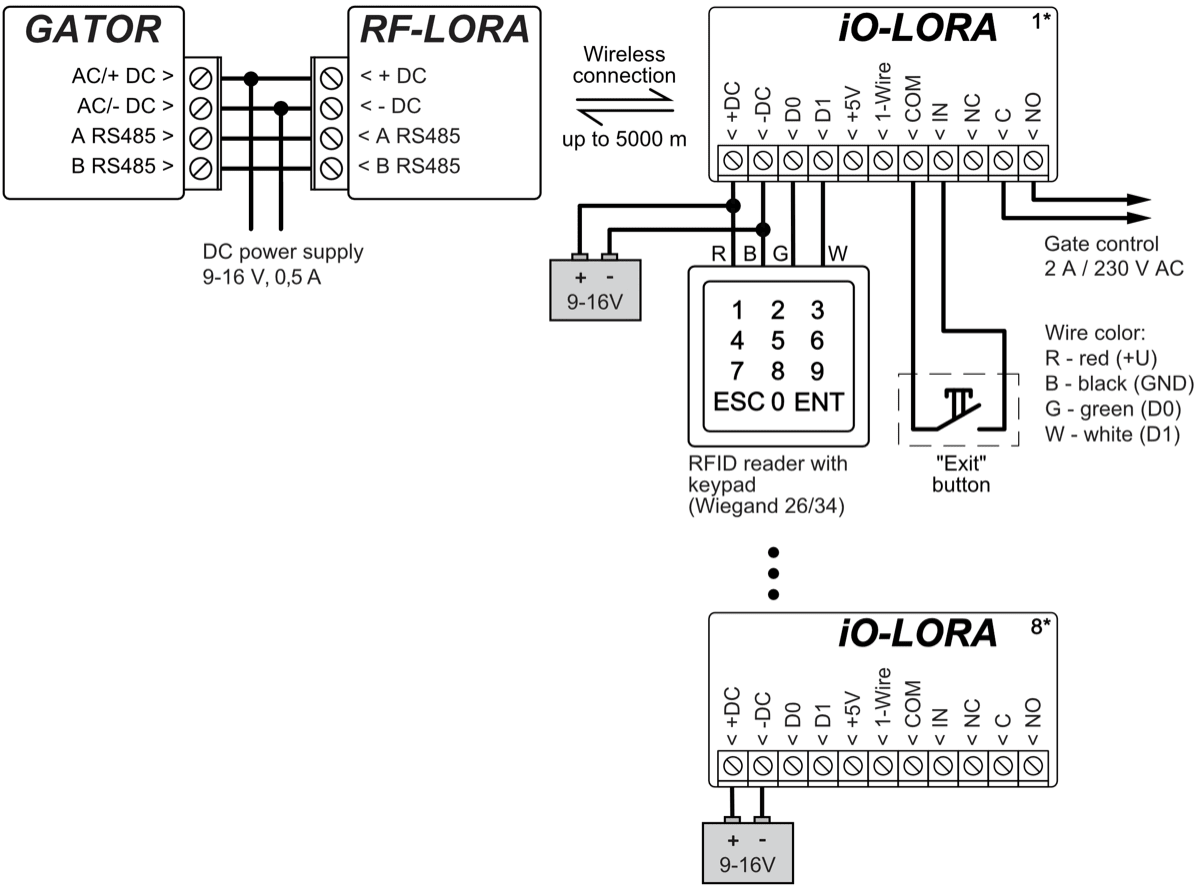 GATOR
AC/+ DC >
AC/- DC >
A RS485 >
B RS485 >
RF-LORA
< + DC
< - DC
< A RS485
< B RS485
DC power supply
9-16 V, 0,5 A
Wireless
connection
up to 5000 m
iO-LORA 1*
< +DC
< -DC
< D0
< D1
< +5V
< 1-Wire
< COM
< IN
< NC
< C
< NO
+ -
9-16V
R B G W
1 2 3
4 5 6
7 8 9
ESC 0 ENT
RFID reader with
keypad
(Wiegand 26/34)
"Exit"
button
Gate control
2 A / 230 V AC
Wire color:
R - red (+U)
B - black (GND)
G - green (D0)
W - white (D1)
iO-LORA 8*
< +DC
< -DC
< D0
< D1
< +5V
< 1-Wire
< COM
< IN
< NC
< C
< NO
+ -
9-16V